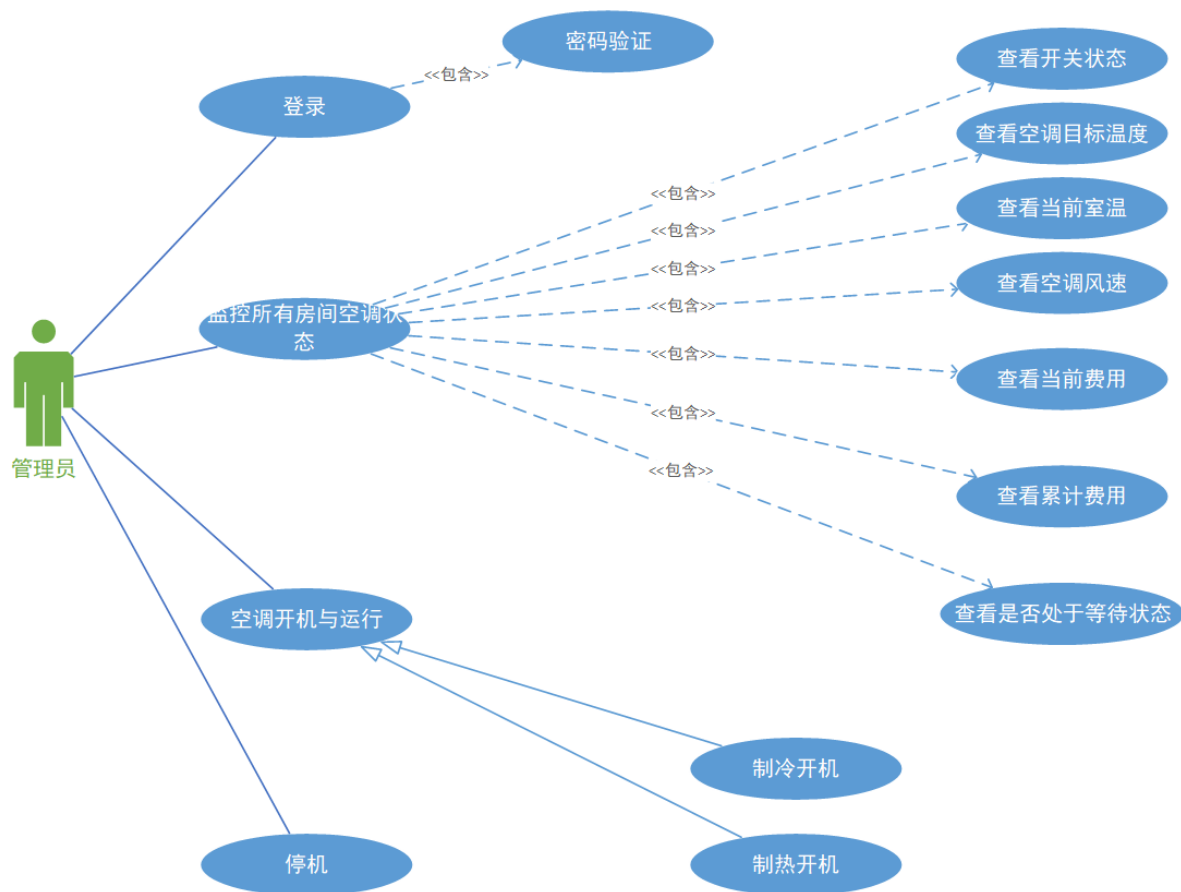 密码验证
<<包含>>
登录
查看开关状态
查看空调目标温度
<<包含>>
查看当前室温
<<包含>>
<<包含>>
查看空调风速
<<包含>>
监控所有房间空调状
态
<<包含>>
查看当前费用
<<包含>>
管理员
<<包含>>
查看累计费用
空调开机与运行
查看是否处于等待状态
制冷开机
停机
制热开机